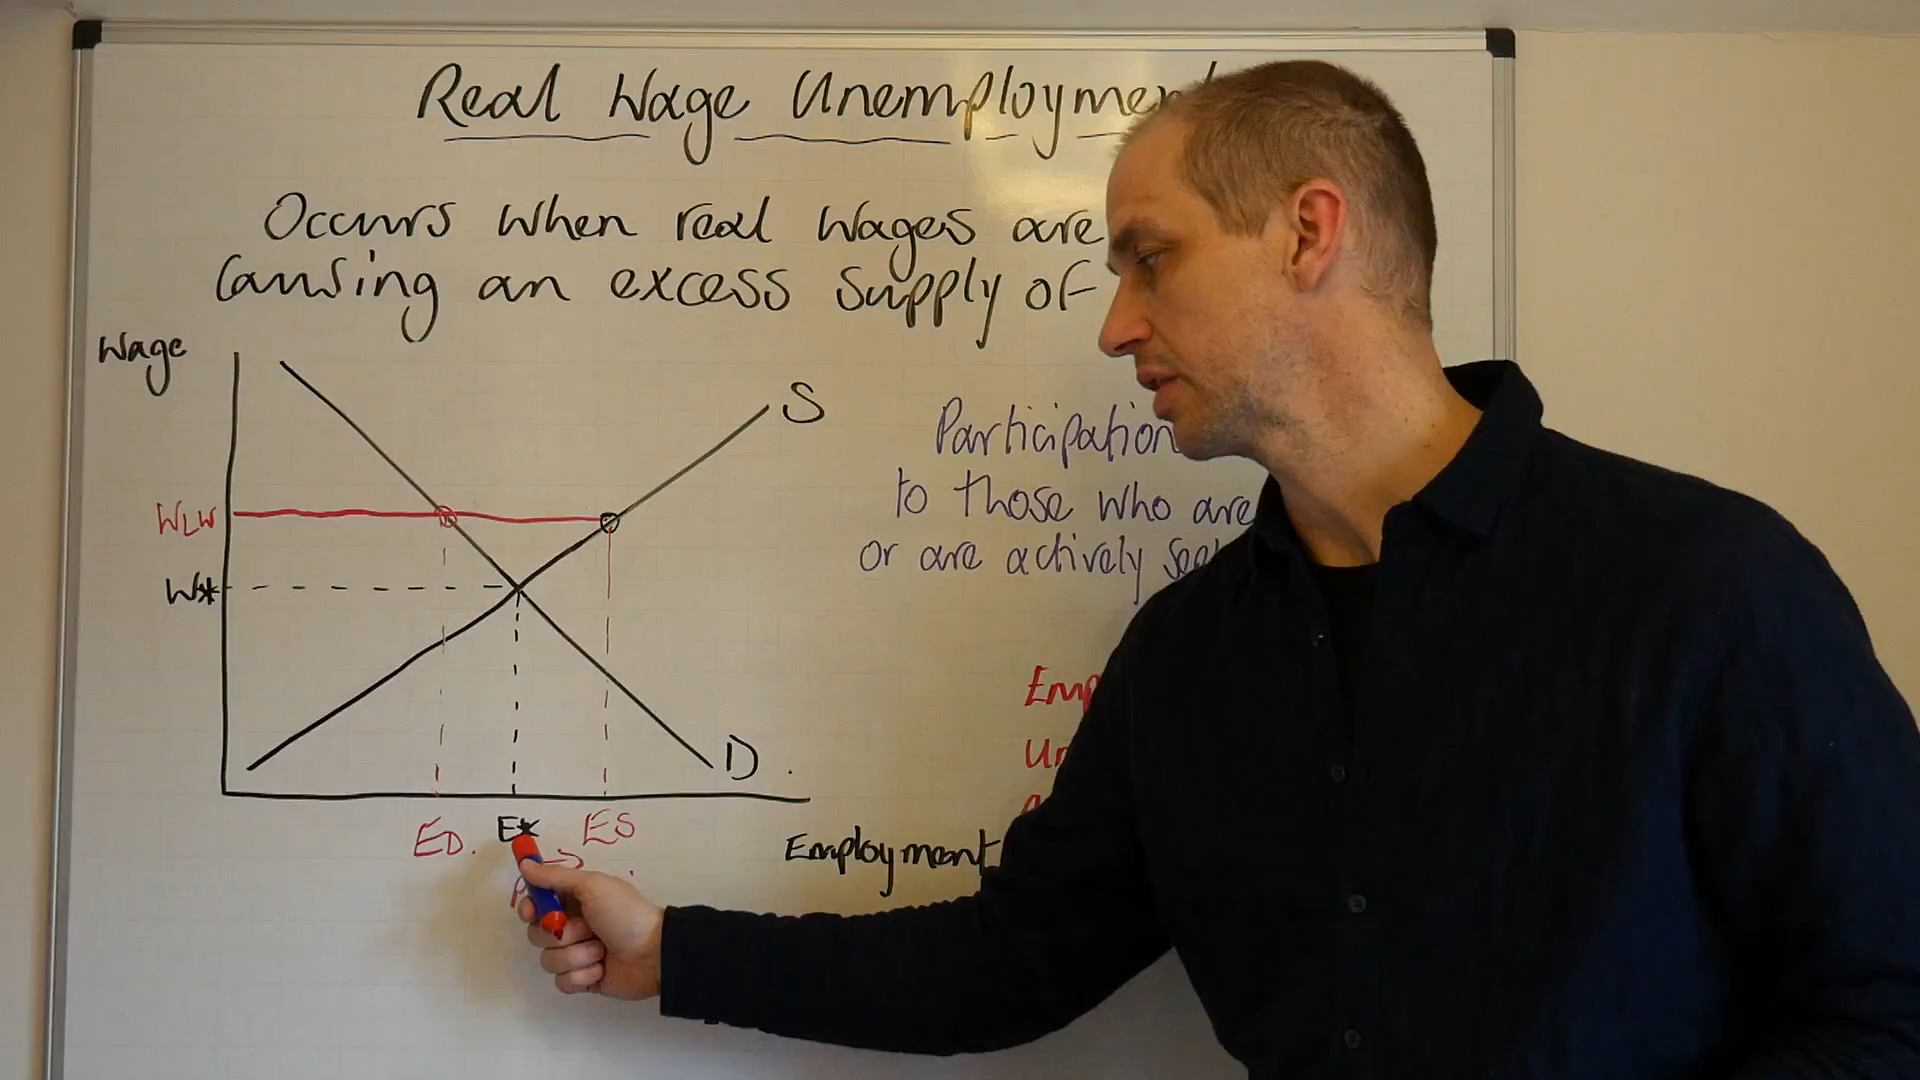 Real Wage Unemploymen
Occurs when real wages are
causing an excess supply of
Wage
S
Participation
to those who are
WLW
or are actively
W*
D
ED. E* ES
Employment